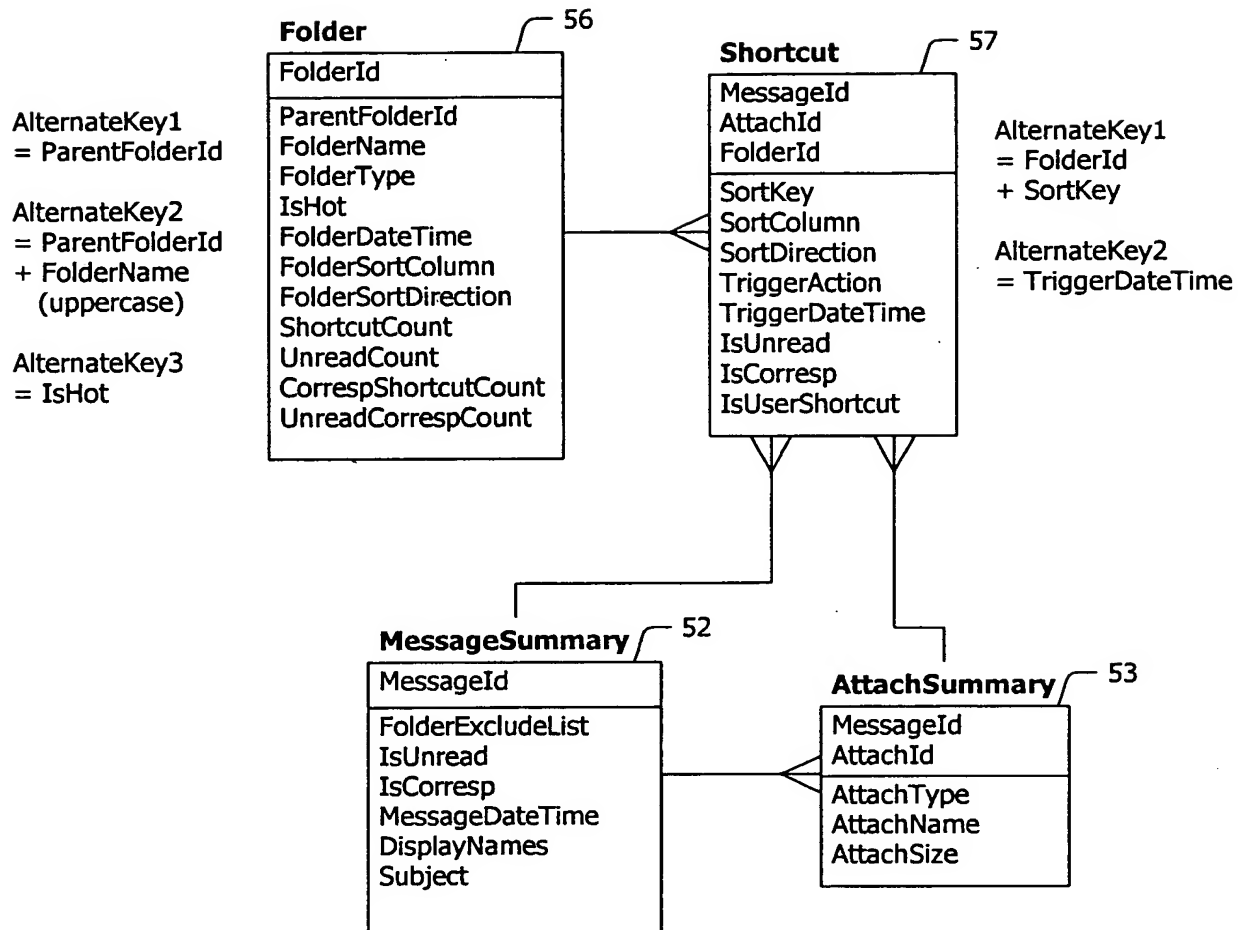 56
Folder
FolderId
ParentFolderId
FolderName
FolderType
IsHot
FolderDateTime
FolderSortColumn
FolderSortDirection
ShortcutCount
UnreadCount
CorrespShortcutCount
UnreadCorrespCount
AlternateKey1
= ParentFolderId
AlternateKey2
= ParentFolderId
+ FolderName
(uppercase)
AlternateKey3
= IsHot
57
Shortcut
MessageId
AttachId
FolderId
SortKey
SortColumn
SortDirection
TriggerAction
TriggerDateTime
IsUnread
IsCorresp
IsUserShortcut
AlternateKey1
= FolderId
+ SortKey
AlternateKey2
= TriggerDateTime
52
MessageSummary
MessageId
FolderExcludeList
IsUnread
IsCorresp
MessageDateTime
DisplayNames
Subject
53
AttachSummary
MessageId
AttachId
AttachType
AttachName
AttachSize